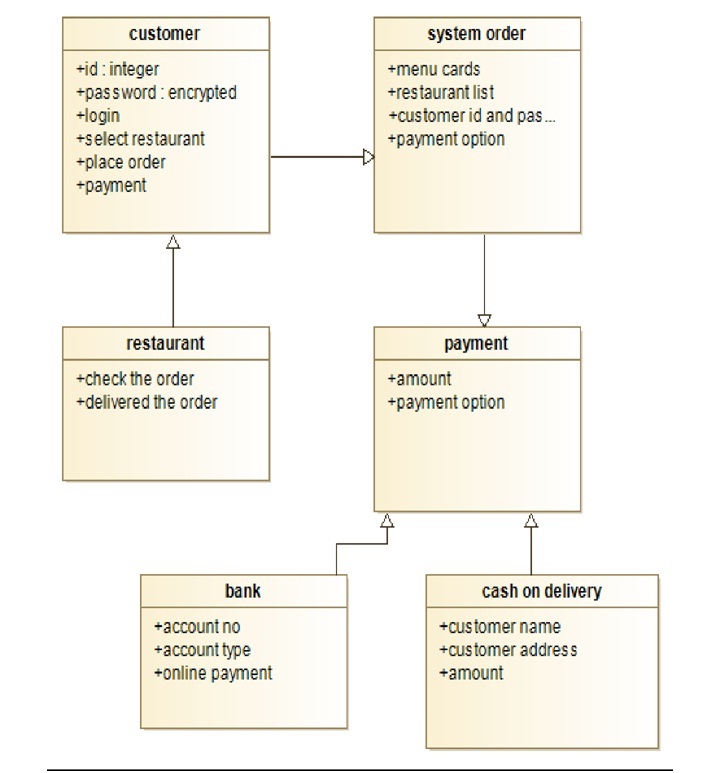 customer
+id : integer
+password : encrypted
+login
+select restaurant
+place order
+payment
system order
+menu cards
+restaurant list
+customer id and pas...
+payment option
restaurant
+check the order
+delivered the order
payment
+amount
+payment option
bank
+account no
+account type
+online payment
cash on delivery
+customer name
+customer address
+amount